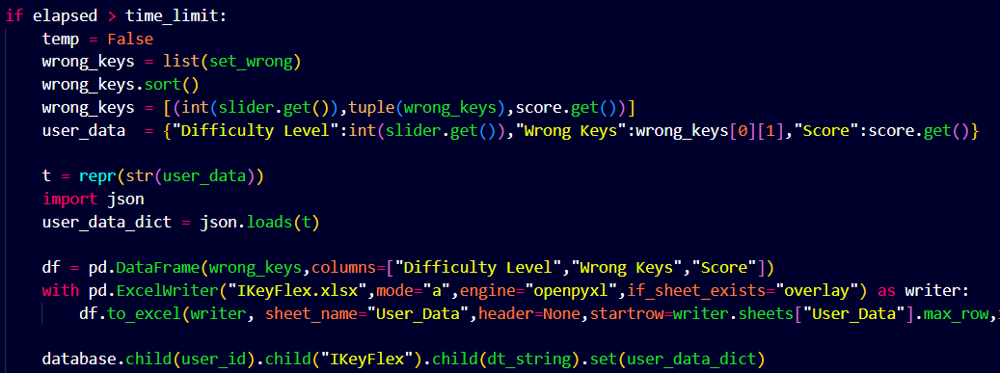 if elapsed > time_limit:
temp = False
wrong_keys = list(set_wrong)
wrong_keys.sort()
wrong_keys = [(int(slider.get()),tuple(wrong_keys),score.get())]
user_data  = {"Difficulty Level":int(slider.get()),"Wrong Keys":wrong_keys[0][1],"Score":score.get()}
t = repr(str(user_data))
import json
user_data_dict = json.loads(t)
df = pd.DataFrame(wrong_keys,columns=["Difficulty Level","Wrong Keys","Score"])
with pd.ExcelWriter("IKeyFlex.xlsx",mode="a",engine="openpyxl",if_sheet_exists="overlay") as writer:
df.to_excel(writer, sheet_name="User_Data",header=None,startrow=writer.sheets["User_Data"].max_row,
database.child(user_id).child("IKeyFlex").child(dt_string).set(user_data_dict)